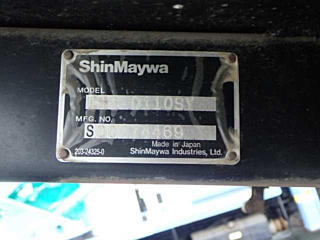 ShinMaywa
MODEL
MFG. NO.
Made in Japan
203-24325-0
ShinMaywa Industries, Ltd.